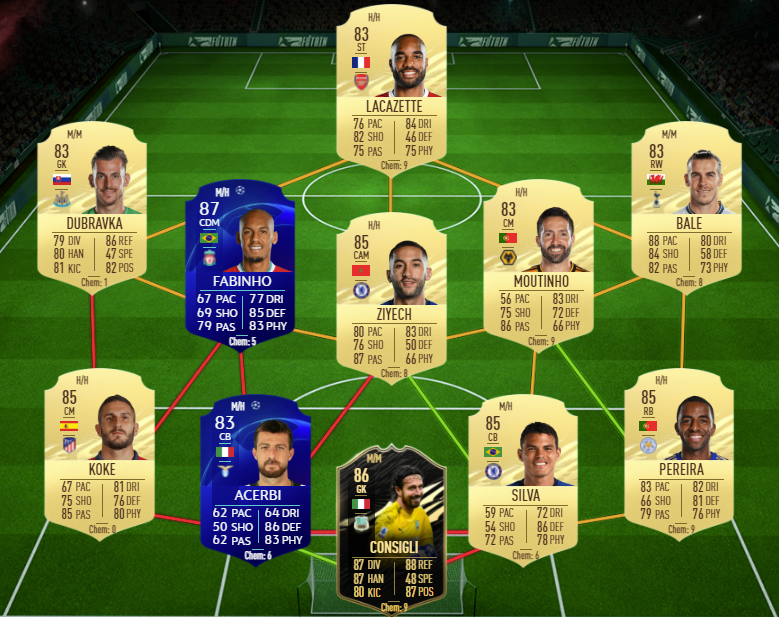 H/H
83
ST
LACAZETTE
76 PAC 84 DRI
82 SHO 46 DEF
75 PAS 75 PHY
Chem: 9
M/M
83
GK
DUBRAVKA
79 DIV 86 REF
80 HAN 47 SPE
81 KIC 82 POS
Chem: 1
M/H
87
CDM
FABINHO
67 PAC 77 DRI
69 SHO 85 DEF
79 PAS 83 PHY
Chem: 5
H/H
85
CAM
ZIYECH
80 PAC 83 DRI
76 SHO 50 DEF
87 PAS 66 PHY
Chem: 8
H/H
83
CM
MOUTINHO
56 PAC 83 DRI
75 SHO 72 DEF
86 PAS 66 PHY
Chem: 9
M/M
83
RW
BALE
88 PAC 80 DRI
84 SHO 58 DEF
82 PAS 73 PHY
Chem: 8
H/H
85
CM
KOKE
67 PAC 81 DRI
75 SHO 76 DEF
85 PAS 80 PHY
Chem: 0
M/H
83
CB
ACERBI
62 PAC 64 DRI
50 SHO 86 DEF
62 PAS 83 PHY
Chem: 6
M/M
86
GK
CONSIGLI
87 DIV 88 REF
87 HAN 48 SPE
80 KIC 87 POS
Chem: 9
M/H
85
CB
SILVA
59 PAC 72 DRI
54 SHO 86 DEF
72 PAS 78 PHY
Chem: 6
H/H
85
RB
PEREIRA
83 PAC 82 DRI
66 SHO 81 DEF
79 PAS 76 PHY
Chem: 9